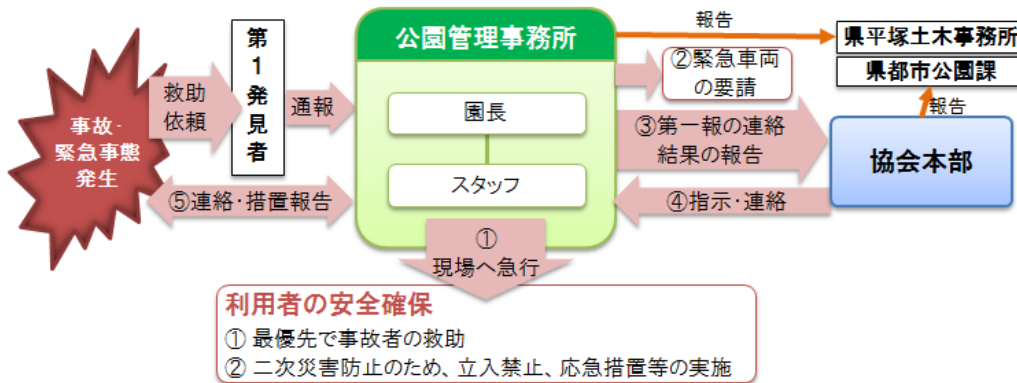 事故・
緊急事態
発生
救助
依頼
第
1
発
見
者
通報
公園管理事務所
園長
スタッフ
報告
県平塚土木事務所
県都市公園課
②緊急車両
の要請
報告
③第一報の連絡
結果の報告
協会本部
④指示・連絡
⑤連絡・措置報告
①
現場へ急行
利用者の安全確保
① 最優先で事故者の救助
② 二次災害防止のため、立入禁止、応急措置等の実施